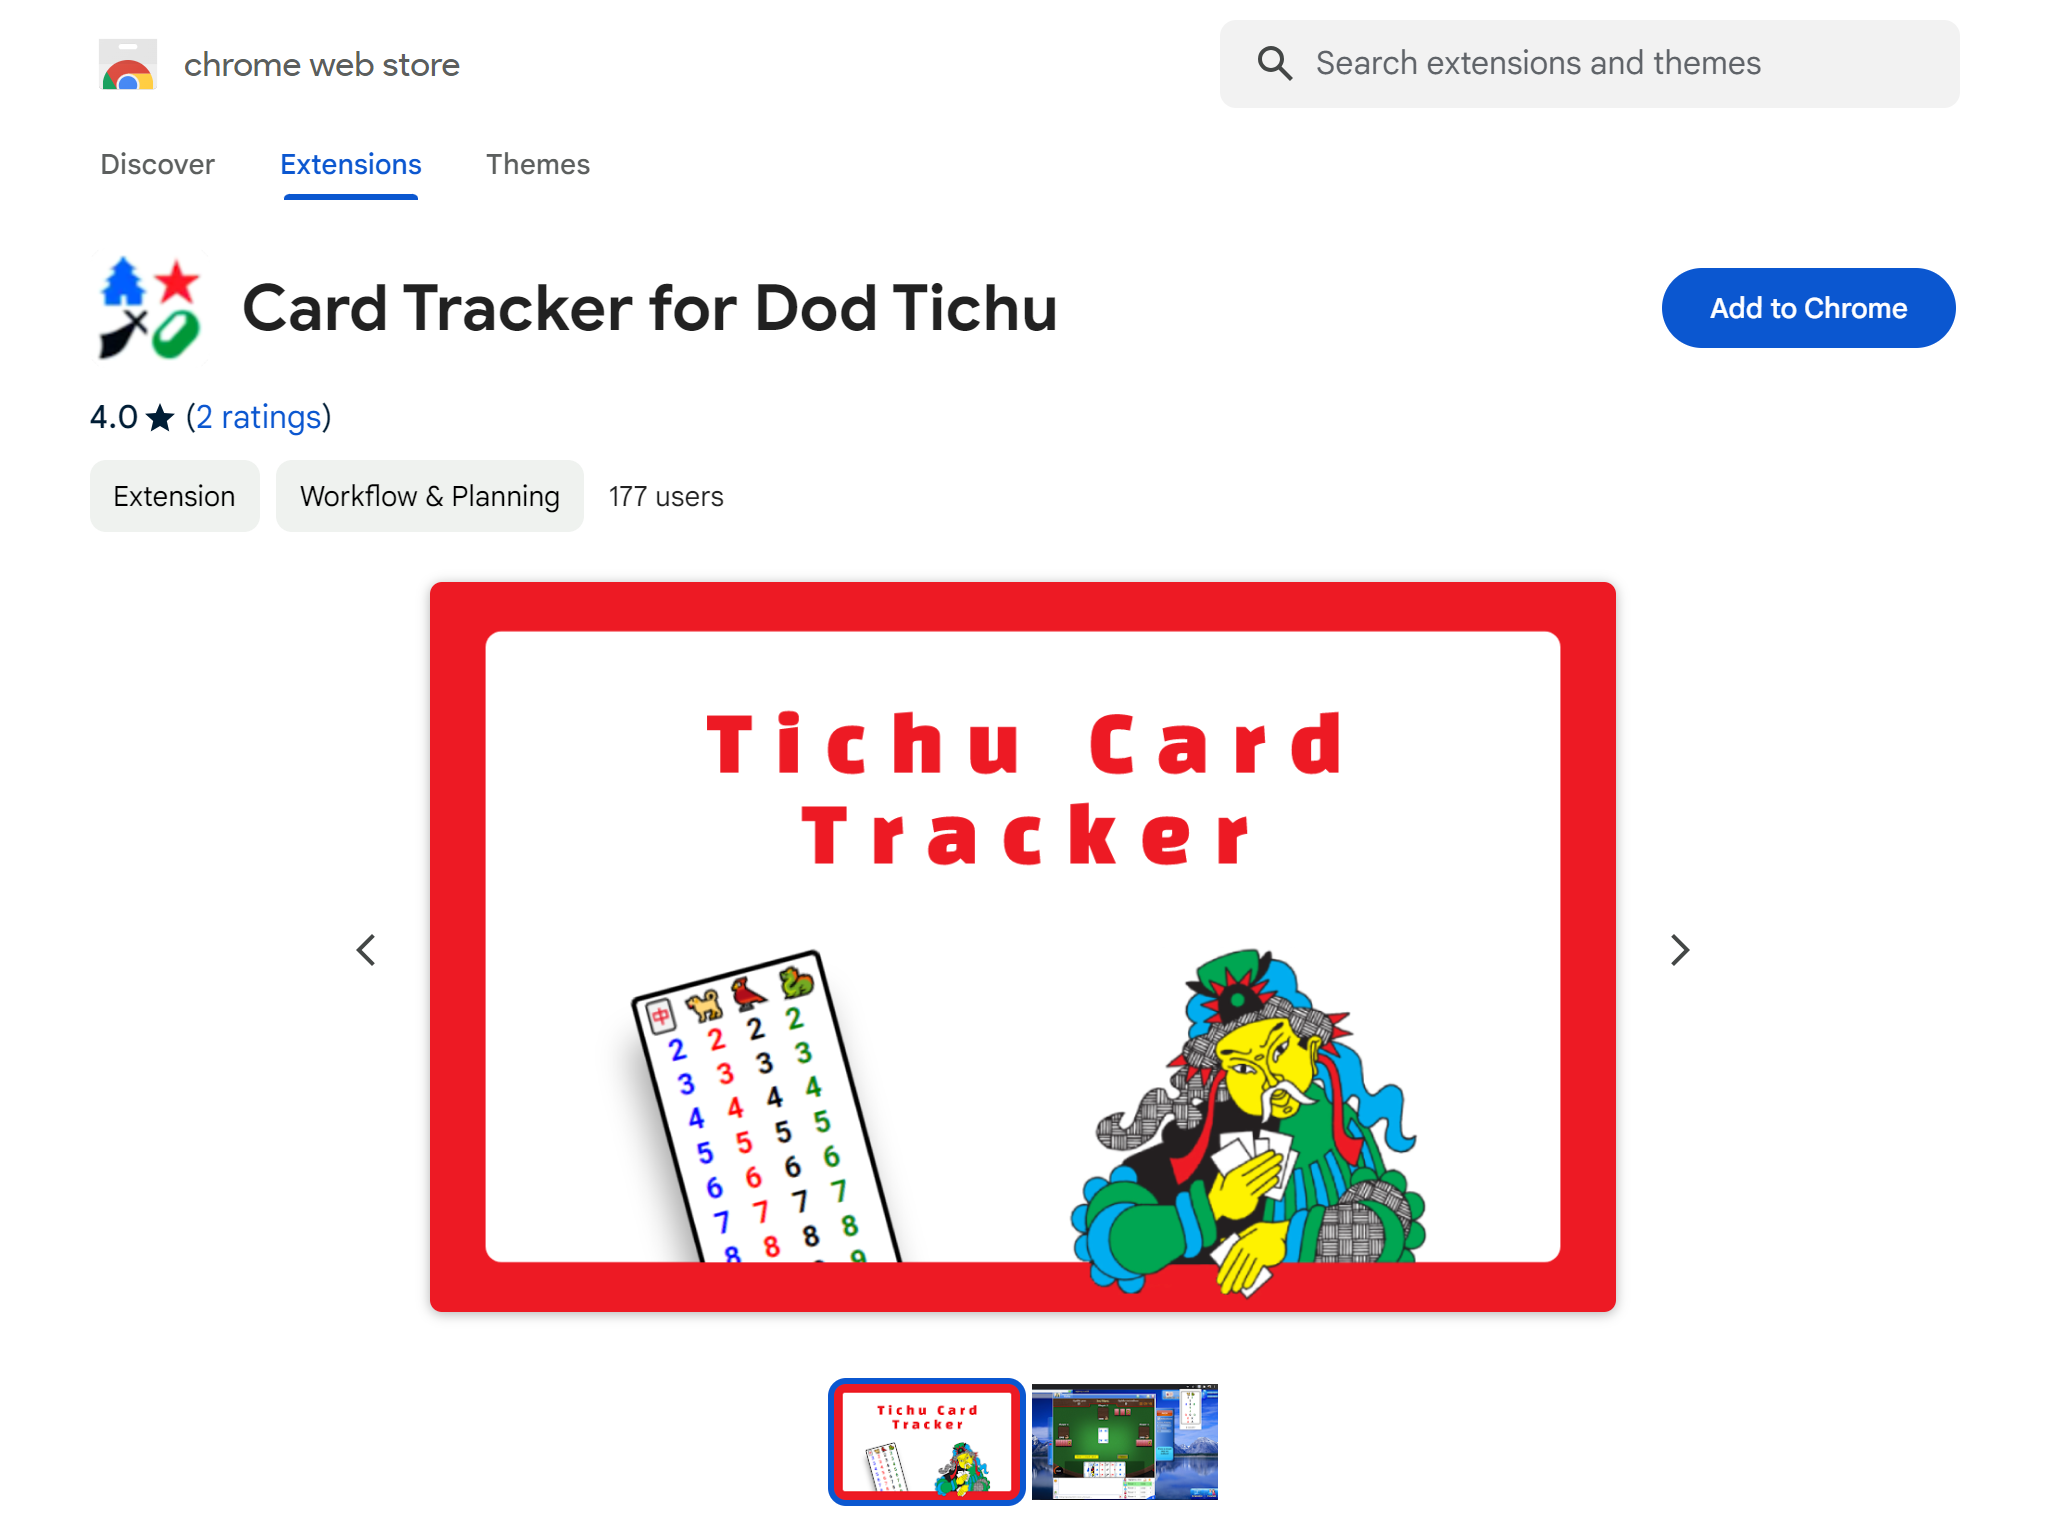 chrome web store
Search extensions and themes
Discover
Extensions
Themes
Card Tracker for Dod Tichu
Add to Chrome
4.0 ★ (2 ratings)
Extension
Workflow & Planning
177 users
Tichu Card
Tracker
中
2 2 2 2
3 3 3 3
4 4 4 4
5 5 5 5
6 6 6 6
7 7 7 7
8 8 8 8
9
Tichu Card
Tracker